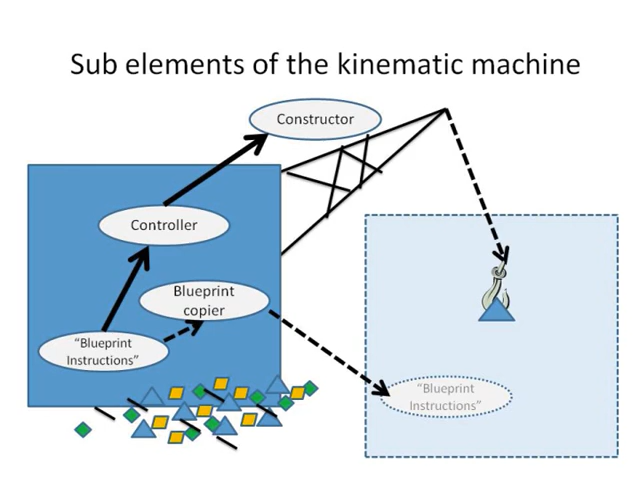 Sub elements of the kinematic machine
Constructor
Controller
Blueprint
copier
“Blueprint
Instructions”
“Blueprint
Instructions”